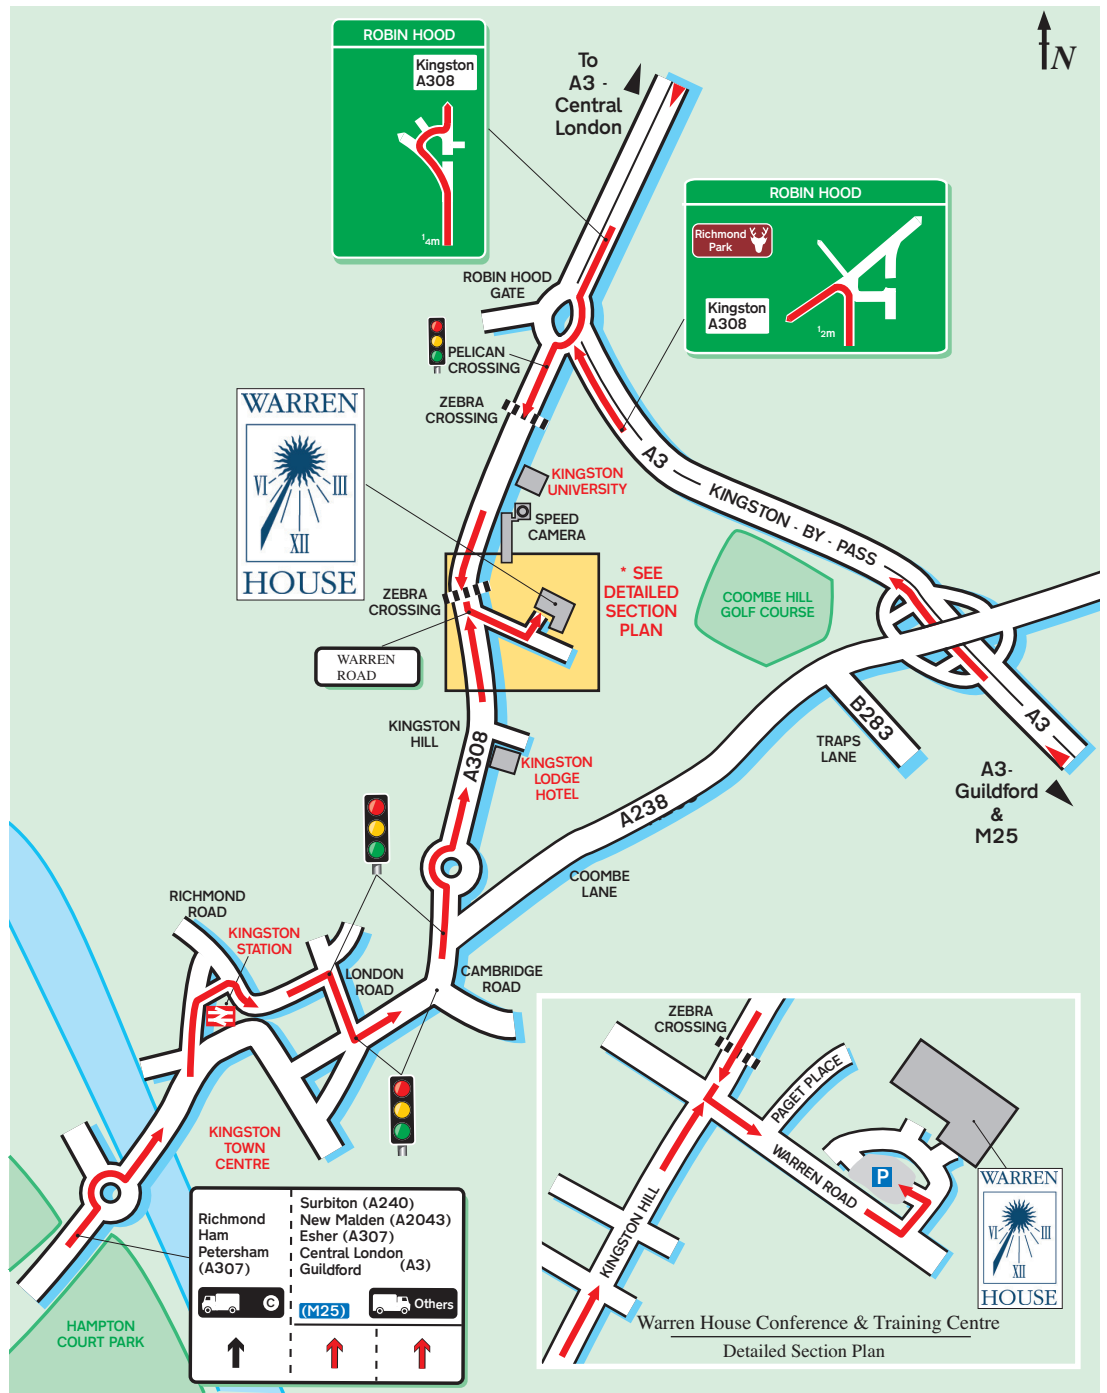 ROBIN HOOD
Kingston
A308
14m
To
A3 -
Central
London
N
ROBIN HOOD
Richmond
Park
Kingston
A308
12m
ROBIN HOOD
GATE
PELICAN
CROSSING
ZEBRA
CROSSING
WARREN
VI
III
XII
HOUSE
KINGSTON
UNIVERSITY
SPEED
CAMERA
A3
KINGSTON - BY - PASS
* SEE
DETAILED
SECTION
PLAN
COOMBE HILL
GOLF COURSE
ZEBRA
CROSSING
WARREN
ROAD
KINGSTON
HILL
A308
KINGSTON
LODGE
HOTEL
B283
TRAPS
LANE
A3
A3-
Guildford
&
M25
A238
COOMBE
LANE
RICHMOND
ROAD
KINGSTON
STATION
LONDON
ROAD
CAMBRIDGE
ROAD
KINGSTON
TOWN
CENTRE
HAMPTON
COURT PARK
Richmond
Ham
Petersham
(A307)
C
Surbiton (A240)
New Malden (A2043)
Esher (A307)
Central London
Guildford
(A3)
(M25)
Others
ZEBRA
CROSSING
PAGET PLACE
WARREN ROAD
P
KINGSTON HILL
WARREN
VI
III
XII
HOUSE
Warren House Conference & Training Centre
Detailed Section Plan